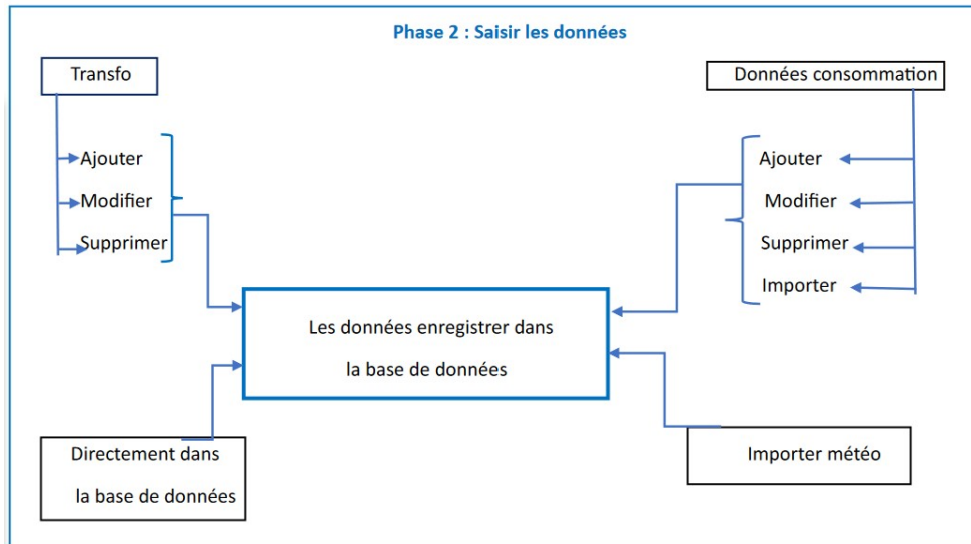 Phase 2 : Saisir les données
Transfo
Données consommation
Ajouter
Modifier
Supprimer
Ajouter
Modifier
Supprimer
Importer
Les données enregistrer dans
la base de données
Directement dans
la base de données
Importer météo